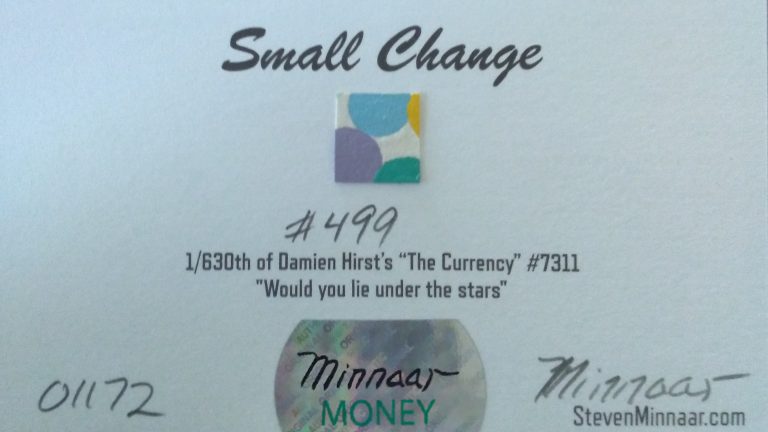 Small Change
#499
1/630th of Damien Hirst's “The Currency” #7311
"Would you lie under the stars"
Minnaar
MONEY
01172
Minnaar
StevenMinnaar.com